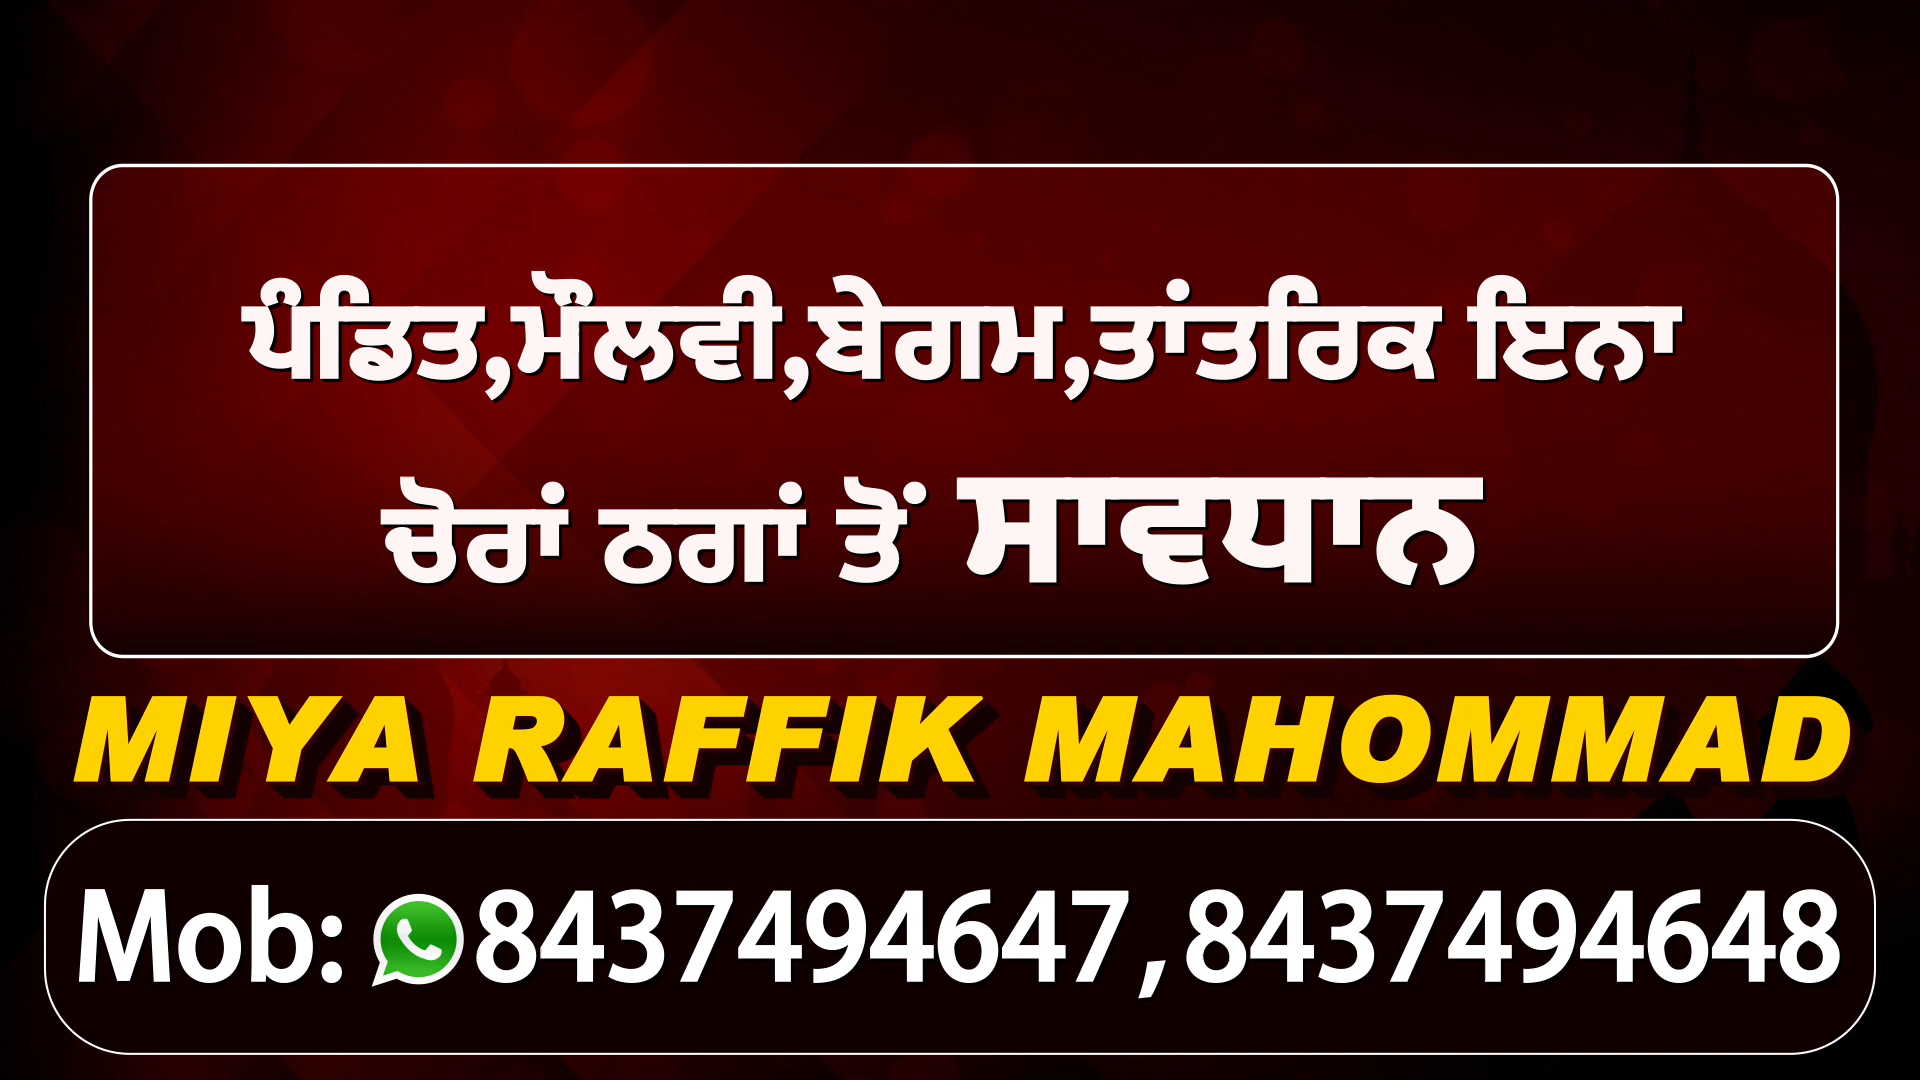 ਪੰਡਿਤ,ਮੌਲਵੀ,ਬੇਗਮ,ਤਾਂਤਰਿਕ ਇਨਾ
ਚੋਰਾਂ ਠਗਾਂ ਤੋਂ ਸਾਵਧਾਨ
MIYA RAFFIK MAHOMMAD
Mob: 8437494647, 8437494648